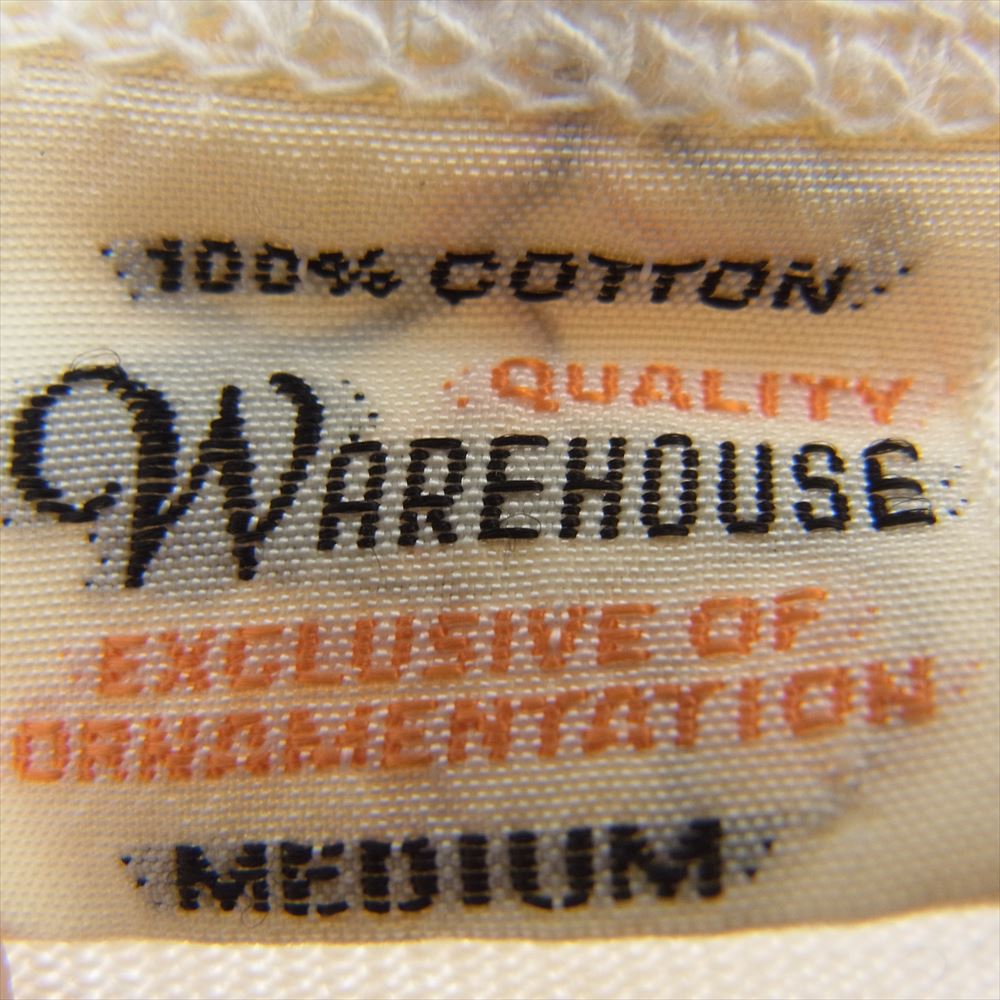 100% COTTON
QUALITY
WAREHOUSE
EXCLUSIVE OF
ORNAMENTATION
MEDIUM